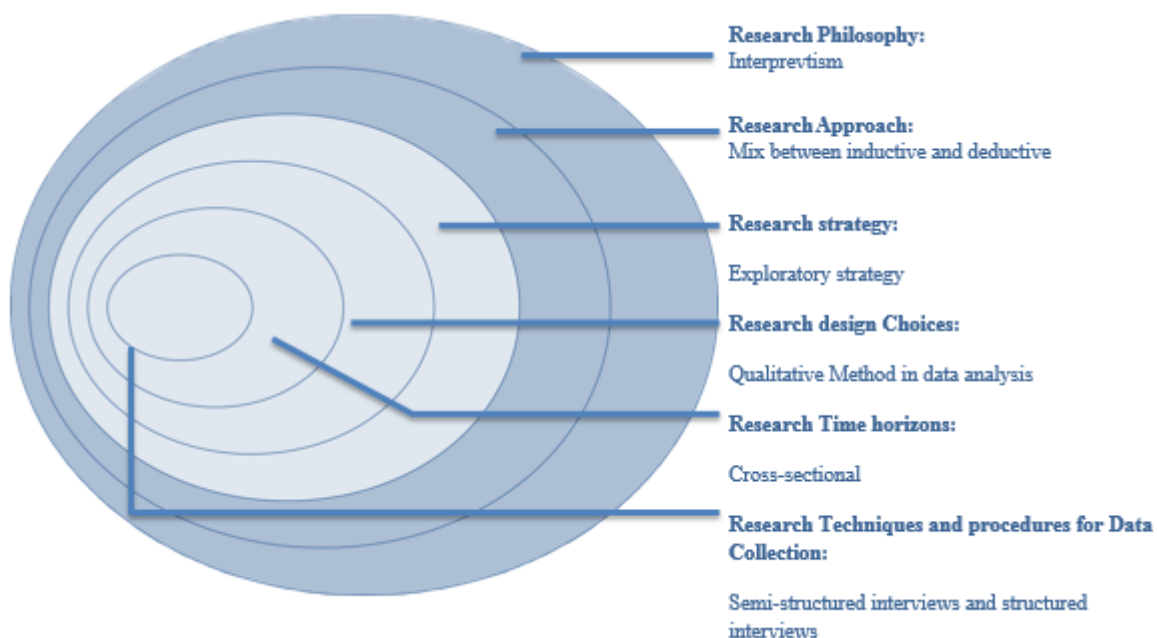 Research Philosophy:
Interprevtism
Research Approach:
Mix between inductive and deductive
Research strategy:
Exploratory strategy
Research design Choices:
Qualitative Method in data analysis
Research Time horizons:
Cross-sectional
Research Techniques and procedures for Data
Collection:
Semi-structured interviews and structured
interviews